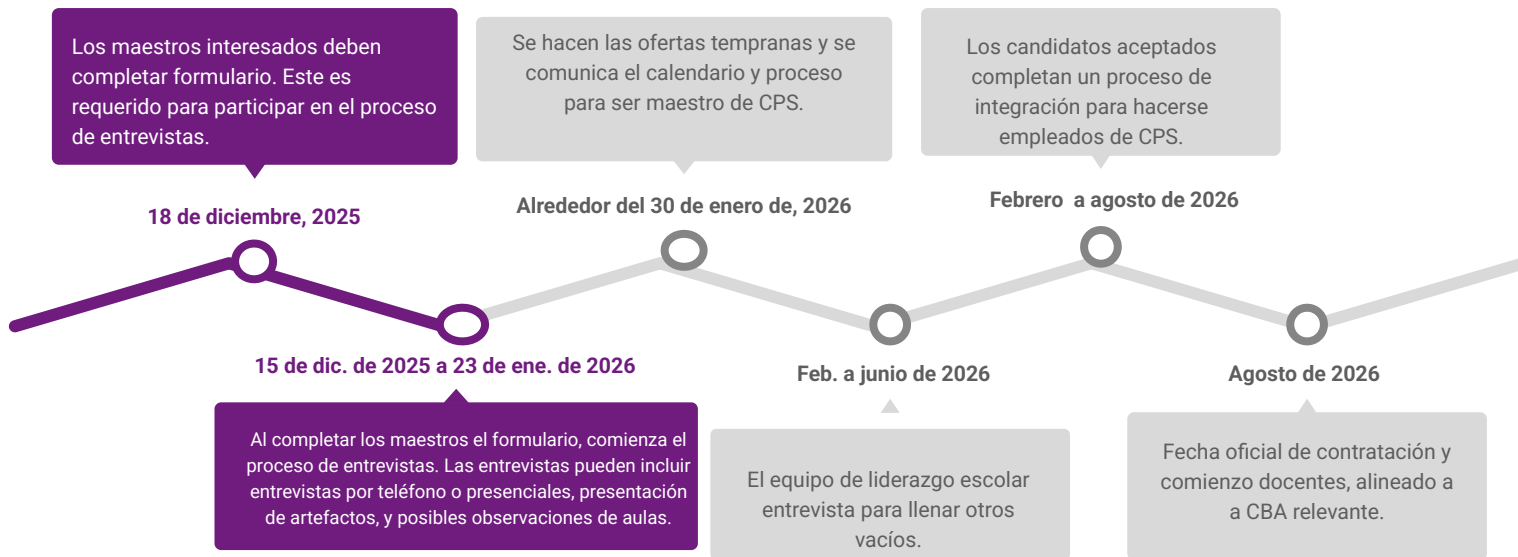 Los maestros interesados deben
completar formulario. Este es
requerido para participar en el proceso
de entrevistas.
18 de diciembre, 2025
15 de dic. de 2025 a 23 de ene. de 2026
Al completar los maestros el formulario, comienza el
proceso de entrevistas. Las entrevistas pueden incluir
entrevistas por teléfono o presenciales, presentación
de artefactos, y posibles observaciones de aulas.
Se hacen las ofertas tempranas y se
comunica el calendario y proceso
para ser maestro de CPS.
Alrededor del 30 de enero de, 2026
Feb. a junio de 2026
El equipo de liderazgo escolar
entrevista para llenar otros
vacíos.
Los candidatos aceptados
completan un proceso de
integración para hacerse
empleados de CPS.
Febrero a agosto de 2026
Agosto de 2026
Fecha oficial de contratación y
comienzo docentes, alineado a
a CBA relevante.